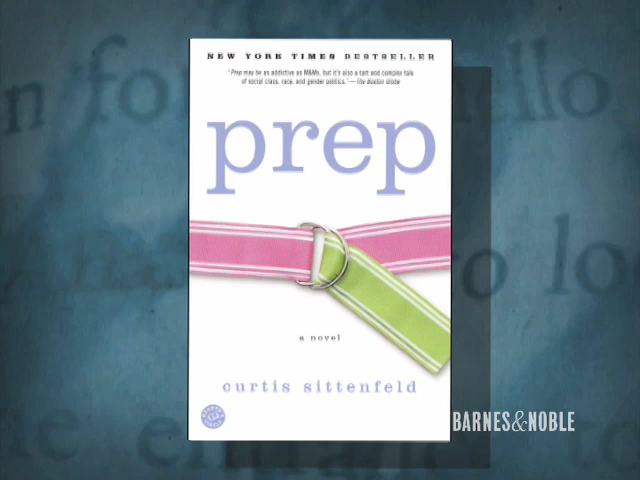 NEW YORK TIMES BESTSELLER
"Prep may be as addictive as M&Ms, but it's also a tart and complex tale
of social class, race, and gender politics." —The Boston Globe
prep
a novel
curtis sittenfeld
BARNES&NOBLE